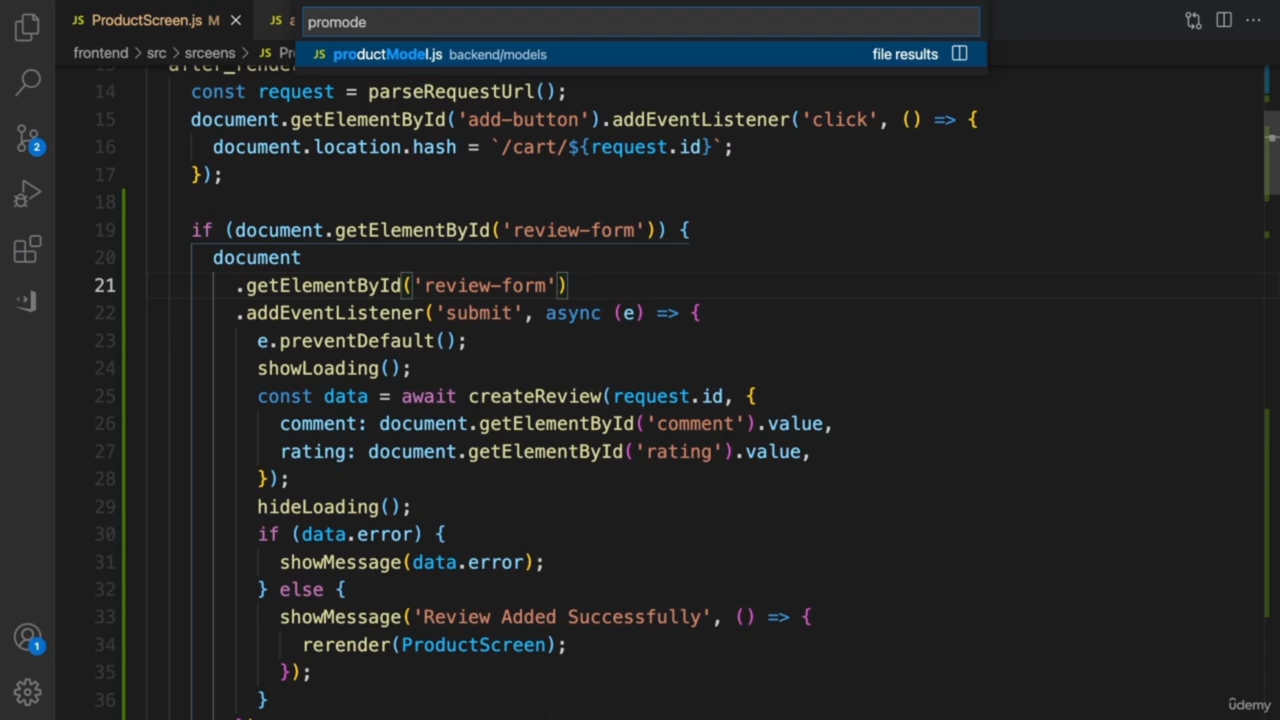 JS ProductScreen.js M
JS a
promode
frontend > src > srceens > JS Pr
JS productModel.js backend/models file results
after_render
14 const request = parseRequestUrl();
15 document.getElementById('add-button').addEventListener('click', () => {
16 document.location.hash = `/cart/${request.id}`;
17 });
18
19 if (document.getElementById('review-form')) {
20 document
21 .getElementById('review-form')
22 .addEventListener('submit', async (e) => {
23 e.preventDefault();
24 showLoading();
25 const data = await createReview(request.id, {
26 comment: document.getElementById('comment').value,
27 rating: document.getElementById('rating').value,
28 });
29 hideLoading();
30 if (data.error) {
31 showMessage(data.error);
32 } else {
33 showMessage('Review Added Successfully', () => {
34 rerender(ProductScreen);
35 });
36 }
2
1
ûdemy